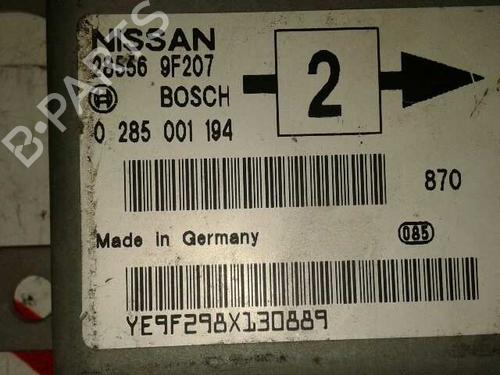 NISSAN
28556 9F207
BOSCH
2
0 285 001 194
870
Made in Germany
085
YE9F298X130889
B-PARTS